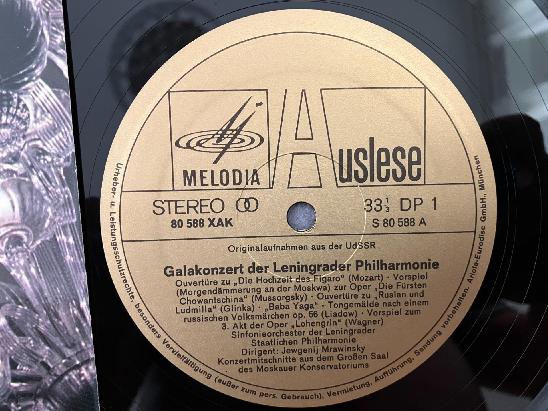 MELODIA
Auslese
STEREO
33⅓ DP 1
80 588 XAK
S 80 588 A
Originalaufnahmen aus der UdSSR
Galakonzert der Leningrader Philharmonie
Ouvertüre zu „Die Hochzeit des Figaro" (Mozart) · Vorspiel
(Morgendämmerung an der Moskwa) zur Oper „Die Fürsten
Chowantschina" (Mussorgsky) · Ouvertüre zu „Ruslan und
Ludmilla" (Glinka) · „Baba Yaga" · Tongemälde nach einem
russischen Volksmärchen op. 56 (Liadow) · Vorspiel zum
3. Akt der Oper „Lohengrin" (Wagner)
Sinfonieorchester der Leningrader
Staatlichen Philharmonie
Dirigent: Jewgenij Mrawinsky
Konzertmitschnitte aus dem Großen Saal
des Moskauer Konservatoriums
Urheber- u. Leistungsschutzrechte, besonders Vervielfältigung (außer zum pers. Gebrauch), Vermietung, Aufführung, Sendung vorbehalten. Ariola-Eurodisc GmbH., München